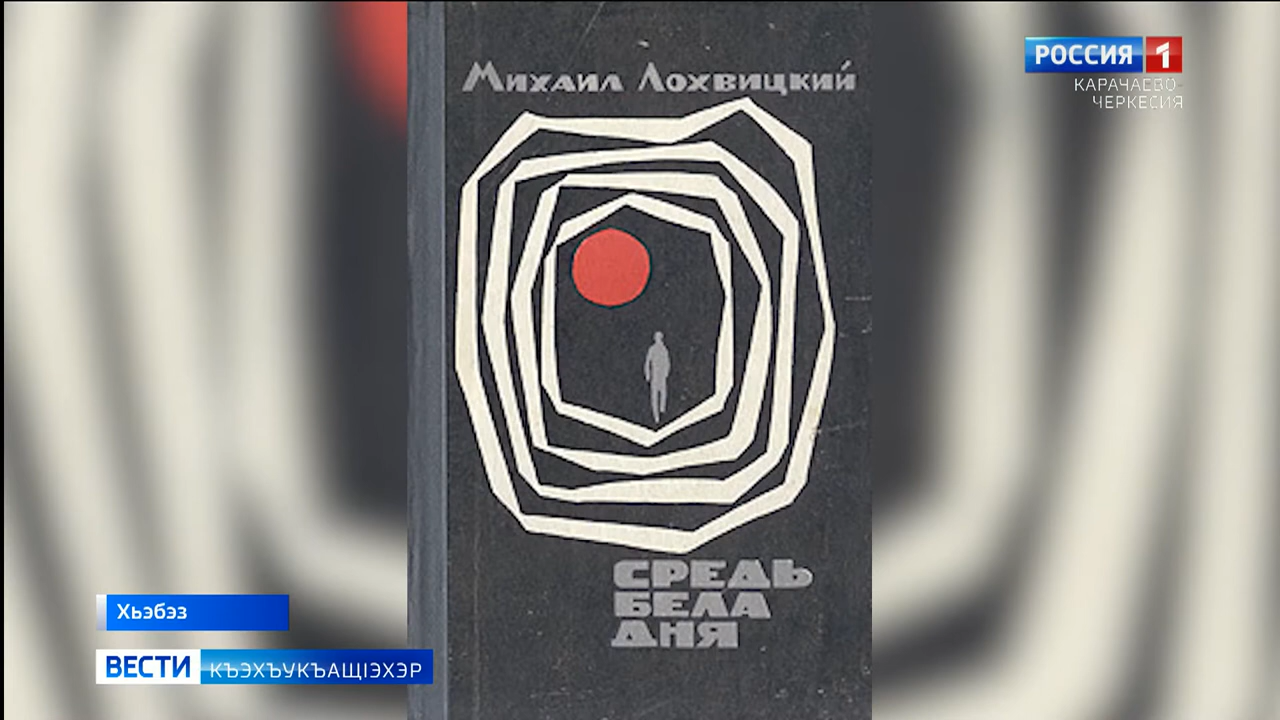 Михаил Лохвицкий
РОССИЯ 1
КАРАЧАЕВО-
ЧЕРКЕСИЯ
СРЕДЬ
БЕЛА
ДНЯ
Хьэбэз
ВЕСТИ КЪЭХЪУКЪАЩIЭХЭР